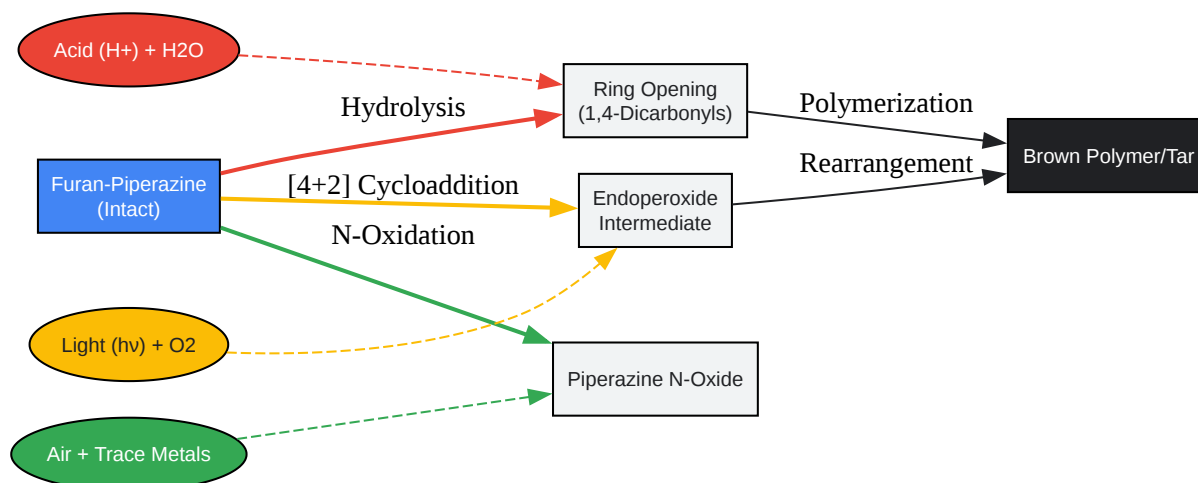 Acid (H+) + H2O
Ring Opening
(1,4-Dicarbonyls)
Hydrolysis
Polymerization
Brown Polymer/Tar
Rearrangement
Furan-Piperazine
(Intact)
[4+2] Cycloaddition
Endoperoxide
Intermediate
N-Oxidation
Light (hν) + O2
Piperazine N-Oxide
Air + Trace Metals